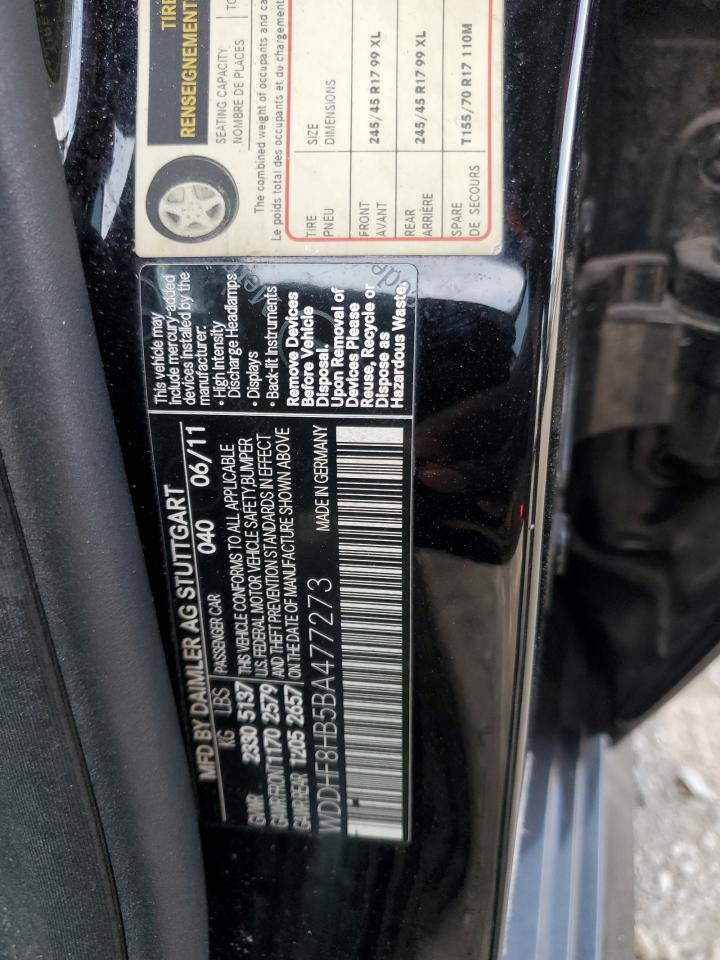 TIRE
RENSEIGNEMENT
SEATING CAPACITY
NOMBRE DE PLACES
The combined weight of occupants and
Le poids total des occupants et du chargement
TIRE
PNEU
SIZE
DIMENSIONS
FRONT
AVANT
245/45 R17 99 XL
REAR
ARRIÈRE
245/45 R17 99 XL
SPARE
DE SECOURS
T155/70 R17 110M
MFD BY DAIMLER AG STUTTGART
KG LBS PASSENGER CAR 040 06/11
GVWR 2330 5137
GAWR FRONT 1170 2579
GAWR REAR 1205 2657
THIS VEHICLE CONFORMS TO ALL APPLICABLE
U.S. FEDERAL MOTOR VEHICLE SAFETY, BUMPER
AND THEFT PREVENTION STANDARDS IN EFFECT
ON THE DATE OF MANUFACTURE SHOWN ABOVE
WDDHF8HB5BA477273 MADE IN GERMANY
This vehicle may
include mercury-added
devices installed by the
manufacturer:
• High Intensity
Discharge Headlamps
• Displays
• Back-lit Instruments
Remove Devices
Before Vehicle
Disposal.
Upon Removal of
Devices Please
Reuse, Recycle or
Dispose as
Hazardous Waste.